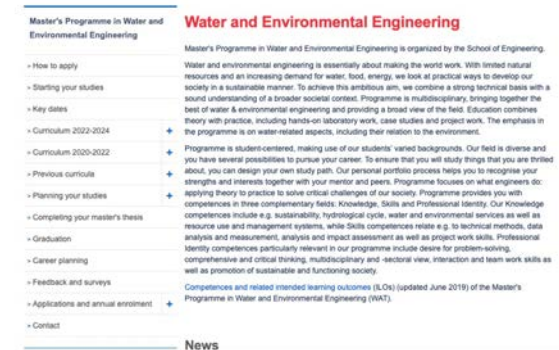 Master's Programme in Water and
Environmental Engineering
» How to apply
» Starting your studies
» Key dates
» Curriculum 2022-2024 +
» Curriculum 2020-2022 +
» Previous curricula +
» Planning your studies +
» Completing your master's thesis
» Graduation
» Career planning
» Feedback and surveys
» Applications and annual enrolment +
» Contact
Water and Environmental Engineering
Master's Programme in Water and Environmental Engineering is organized by the School of Engineering.
Water and environmental engineering is essentially about making the world work. With limited natural
resources and an increasing demand for water, food, energy, we look at practical ways to develop our
society in a sustainable manner. To achieve this ambitious aim, we combine a strong technical basis with a
sound understanding of a broader societal context. Programme is multidisciplinary, bringing together the
best of water & environmental engineering and providing a broad view of the field. Education combines
theory with practice, including hands-on laboratory work, case studies and project work. The emphasis in
the programme is on water-related aspects, including their relation to the environment.
Programme is student-centered, making use of our students' varied backgrounds. Our field is diverse and
you have several possibilities to pursue your career. To ensure that you will study things that you are thrilled
about, you can design your own study path. Our personal portfolio process helps you to recognise your
strengths and interests together with your mentor and peers. Programme focuses on what engineers do:
applying theory to practice to solve critical challenges of our society. Programme provides you with
competences in three complementary fields: Knowledge, Skills and Professional Identity. Our Knowledge
competences include e.g. sustainability, hydrological cycle, water and environmental services as well as
resource use and management systems, while Skills competences relate e.g. to technical methods, data
analysis and measurement, analysis and impact assessment as well as project work skills. Professional
Identity competences particularly relevant in our programme include desire for problem-solving,
comprehensive and critical thinking, multidisciplinary and -sectoral view, interaction and team work skills as
well as promotion of sustainable and functioning society.
Competences and related intended learning outcomes (ILOs) (updated June 2019) of the Master's
Programme in Water and Environmental Engineering (WAT).
News